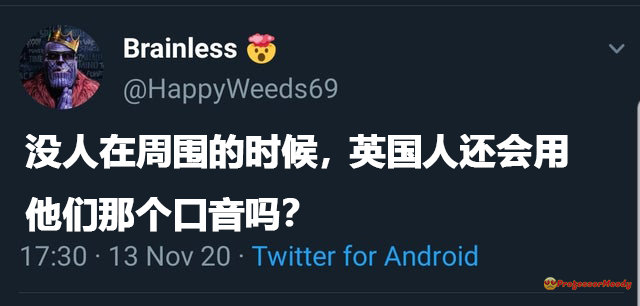 Brainless 🤯
@HappyWeeds69
没人在周围的时候，英国人还会用
他们那个口音吗？
17:30 · 13 Nov 20 · Twitter for Android
ProfessorHoody